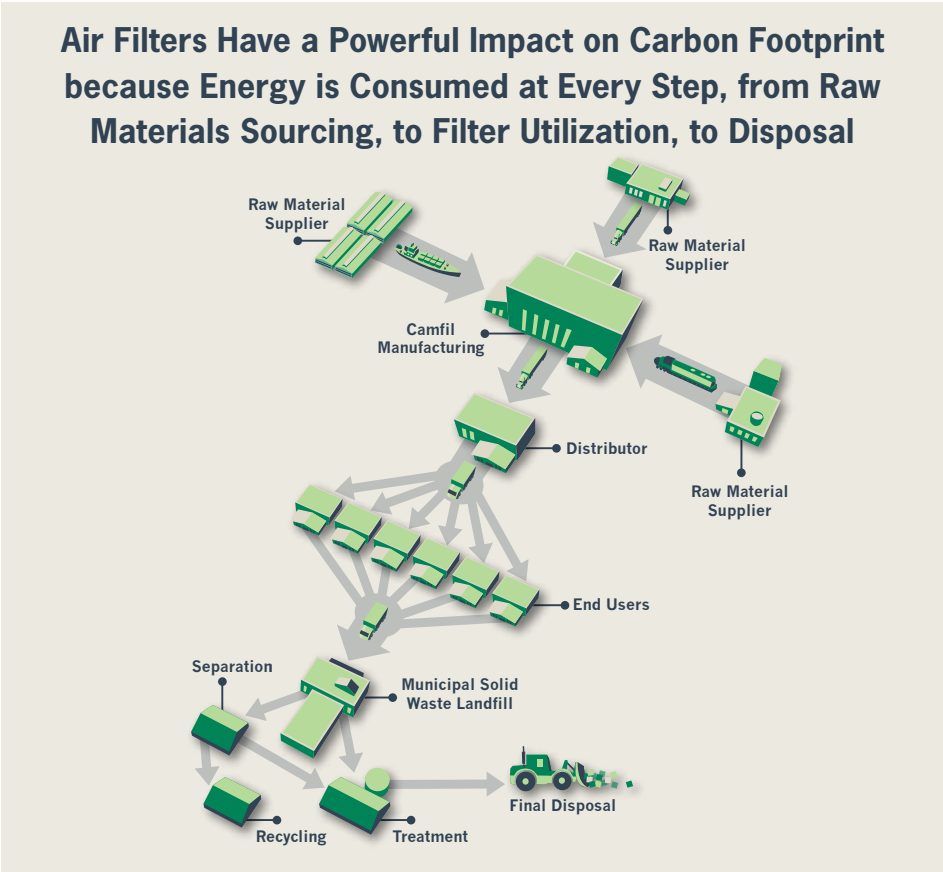 Air Filters Have a Powerful Impact on Carbon Footprint
because Energy is Consumed at Every Step, from Raw
Materials Sourcing, to Filter Utilization, to Disposal
Raw Material
Supplier
Raw Material
Supplier
Camfil
Manufacturing
Distributor
Raw Material
Supplier
End Users
Separation
Municipal Solid
Waste Landfill
Final Disposal
Recycling
Treatment